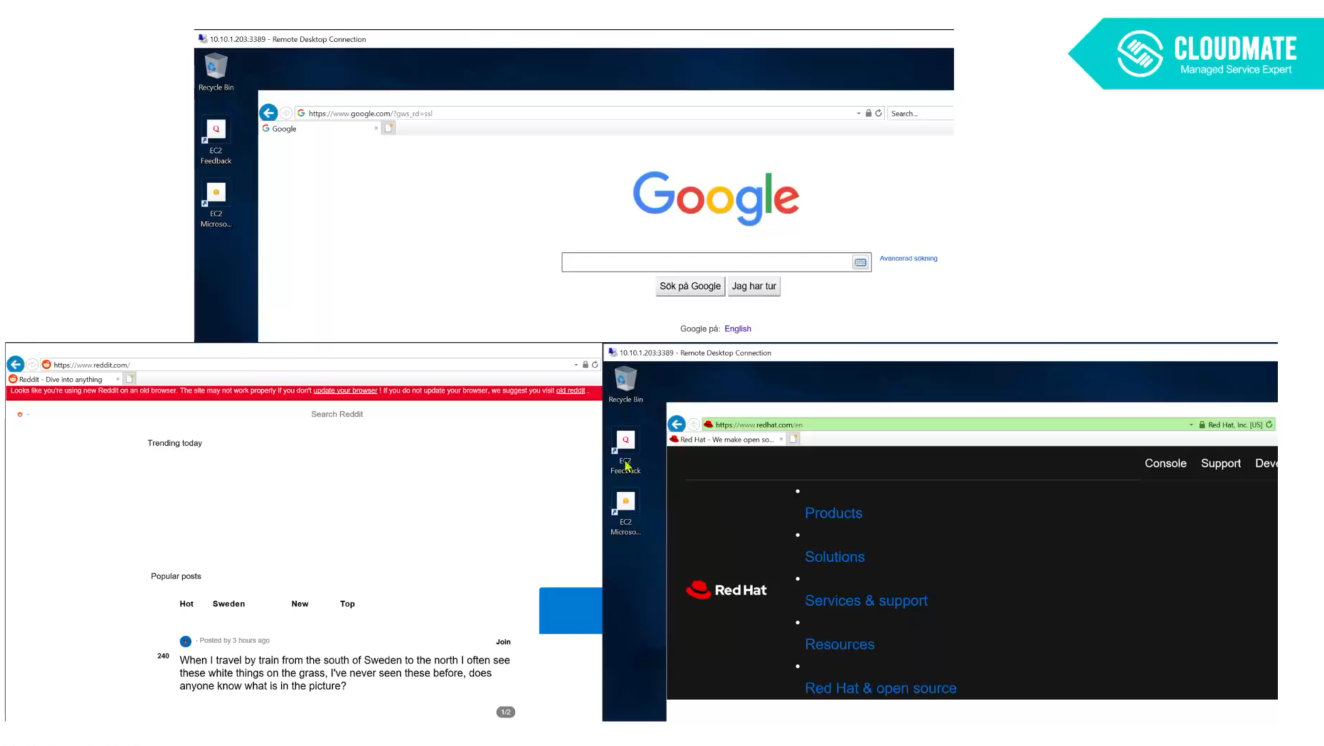 10.10.1.203:3389 - Remote Desktop Connection
CLOUDMATE
Managed Service Expert
Recycle Bin
https://www.google.com/?gws_rd=ssl
Search...
Google
EC2
Feedback
EC2
Microso...
Google
Avancerad sökning
Sök på Google
Jag har tur
Google på: English
https://www.reddit.com/
Reddit - Dive into anything
Looks like you're using new Reddit on an old browser. The site may not work properly if you don't update your browser ! If you do not update your browser, we suggest you visit old reddit .
Search Reddit
Trending today
Popular posts
Hot Sweden New Top
- Posted by 3 hours ago
Join
240
When I travel by train from the south of Sweden to the north I often see
these white things on the grass, I've never seen these before, does
anyone know what is in the picture?
1/2
10.10.1.203:3389 - Remote Desktop Connection
Recycle Bin
https://www.redhat.com/en
Red Hat, Inc. [US]
Red Hat - We make open so...
EC2
Feedback
EC2
Microso...
Console Support Deve
Products
Solutions
Red Hat
Services & support
Resources
Red Hat & open source